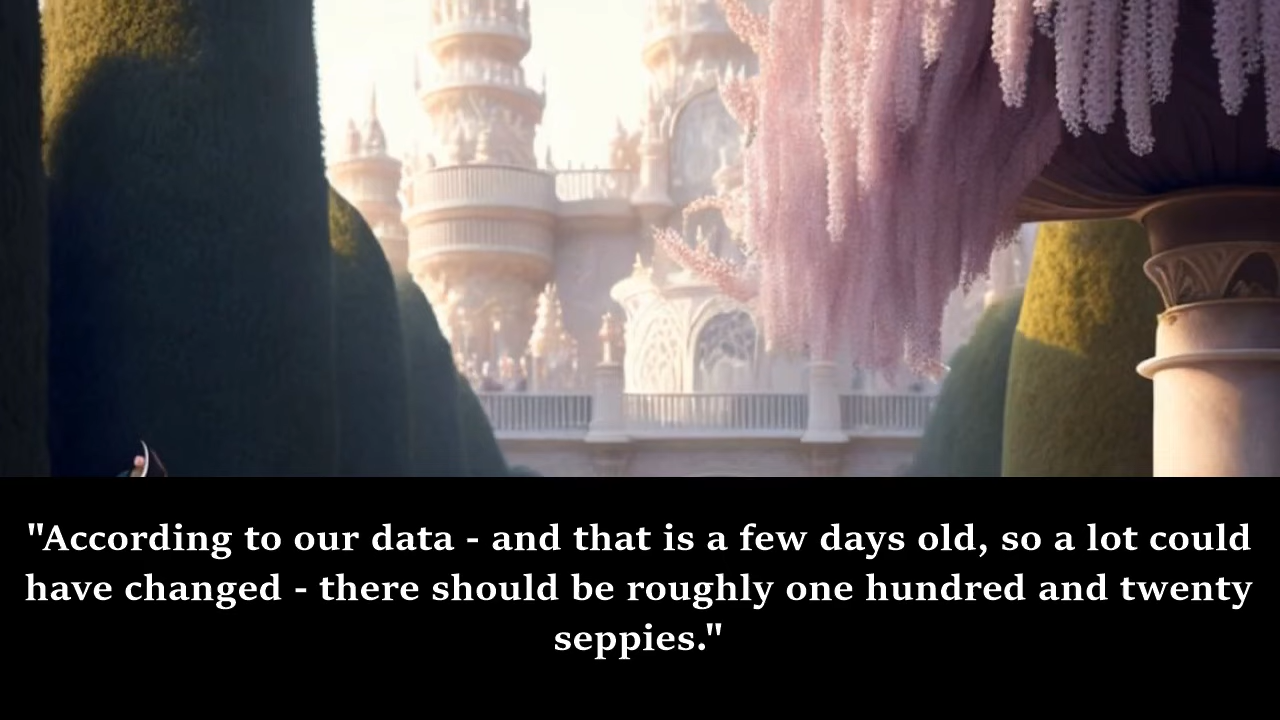 "According to our data - and that is a few days old, so a lot could
have changed - there should be roughly one hundred and twenty
seppies."